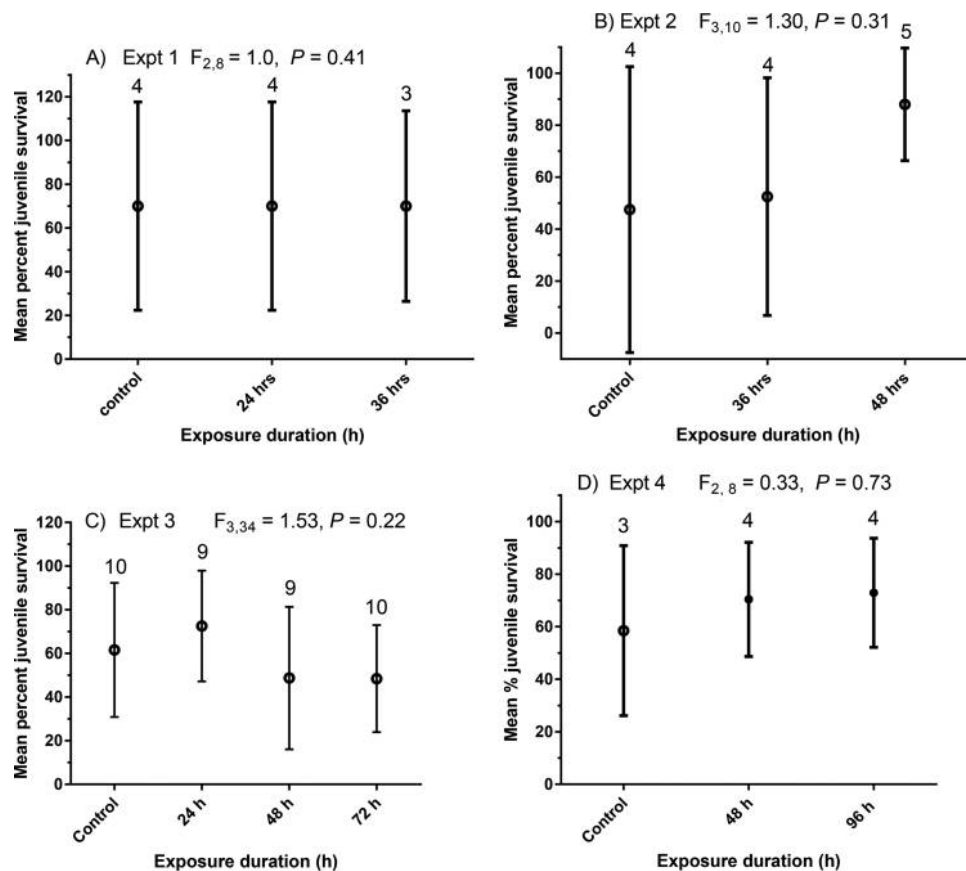 A) Expt 1 F2,8 = 1.0, P = 0.41
4 4 3
Mean percent juvenile survival
120
100
80
60
40
20
0
control 24 hrs 36 hrs
Exposure duration (h)
B) Expt 2 F3,10 = 1.30, P = 0.31
4 4 5
Mean percent juvenile survival
100
80
60
40
20
0
Control 36 hrs 48 hrs
Exposure duration (h)
C) Expt 3 F3,34 = 1.53, P = 0.22
10 9 9 10
Mean percent juvenile survival
120
100
80
60
40
20
0
Control 24 h 48 h 72 h
Exposure duration (h)
D) Expt 4 F2, 8 = 0.33, P = 0.73
3 4 4
Mean % juvenile survival
100
80
60
40
20
0
Control 48 h 96 h
Exposure duration (h)